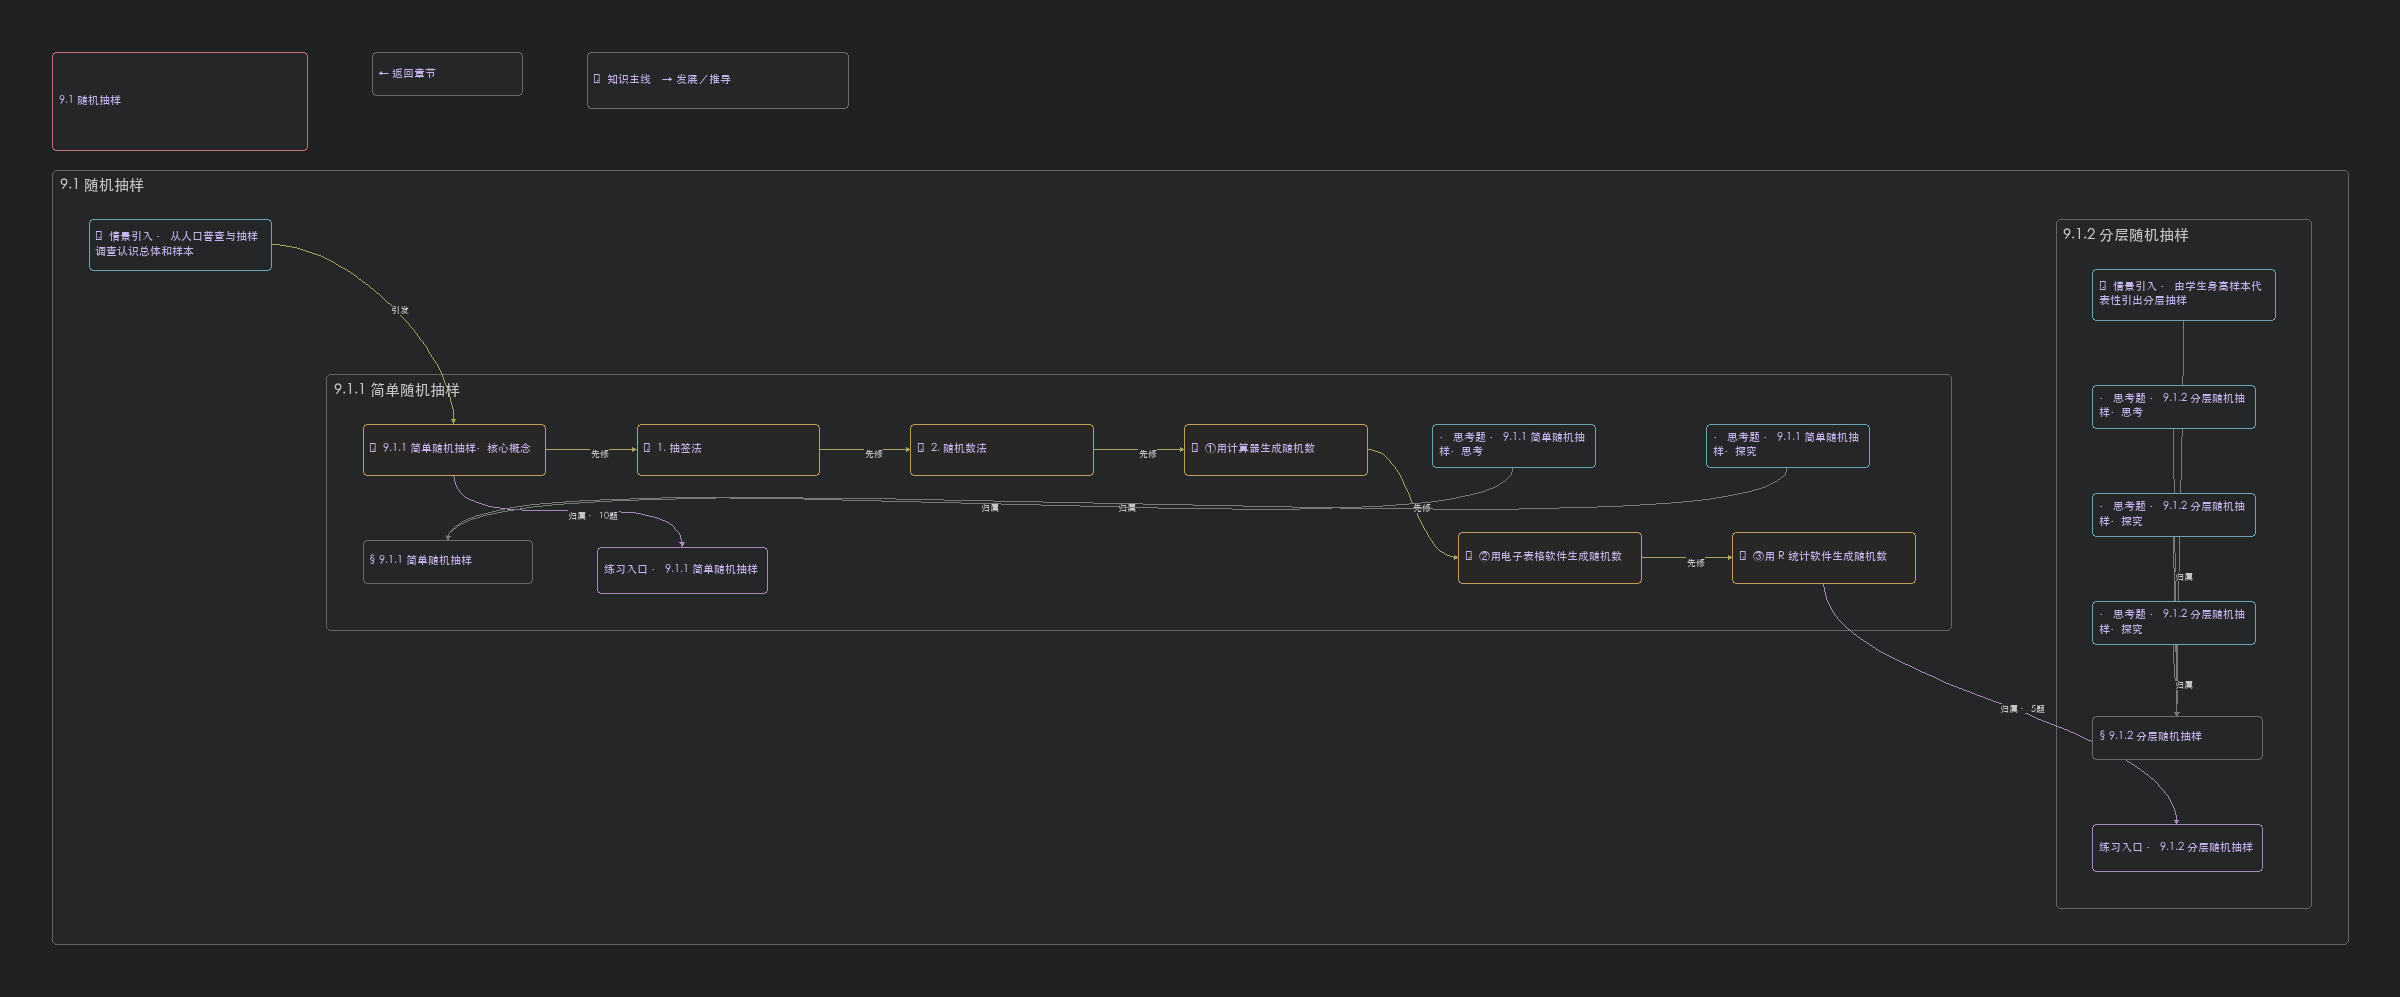 9.1 随机抽样
← 返回章节
知识主线 → 发展／推导
9.1 随机抽样
情景引入 · 从人口普查与抽样
调查认识总体和样本
引发
9.1.1 简单随机抽样
9.1.1 简单随机抽样 · 核心概念
先修
1. 抽签法
先修
2. 随机数法
先修
①用计算器生成随机数
· 思考题 · 9.1.1 简单随机抽
样 · 思考
· 思考题 · 9.1.1 简单随机抽
样 · 探究
归属 · 10题
归属
归属
先修
§ 9.1.1 简单随机抽样
练习入口 · 9.1.1 简单随机抽样
②用电子表格软件生成随机数
先修
③用 R 统计软件生成随机数
归属 · 5题
9.1.2 分层随机抽样
情景引入 · 由学生身高样本代
表性引出分层抽样
· 思考题 · 9.1.2 分层随机抽
样 · 思考
· 思考题 · 9.1.2 分层随机抽
样 · 探究
归属
· 思考题 · 9.1.2 分层随机抽
样 · 探究
归属
§ 9.1.2 分层随机抽样
练习入口 · 9.1.2 分层随机抽样